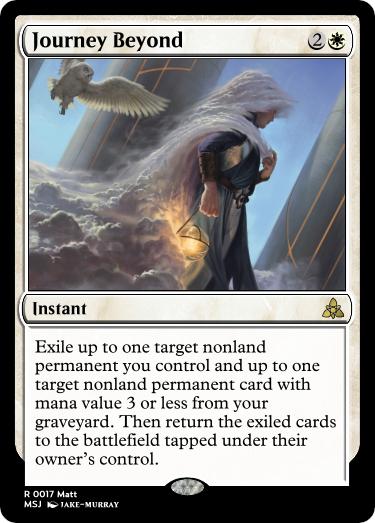 Journey Beyond 2
Instant
Exile up to one target nonland
permanent you control and up to one
target nonland permanent card with
mana value 3 or less from your
graveyard. Then return the exiled cards
to the battlefield tapped under their
owner's control.
R 0017 Matt
MSJ JAKE-MURRAY